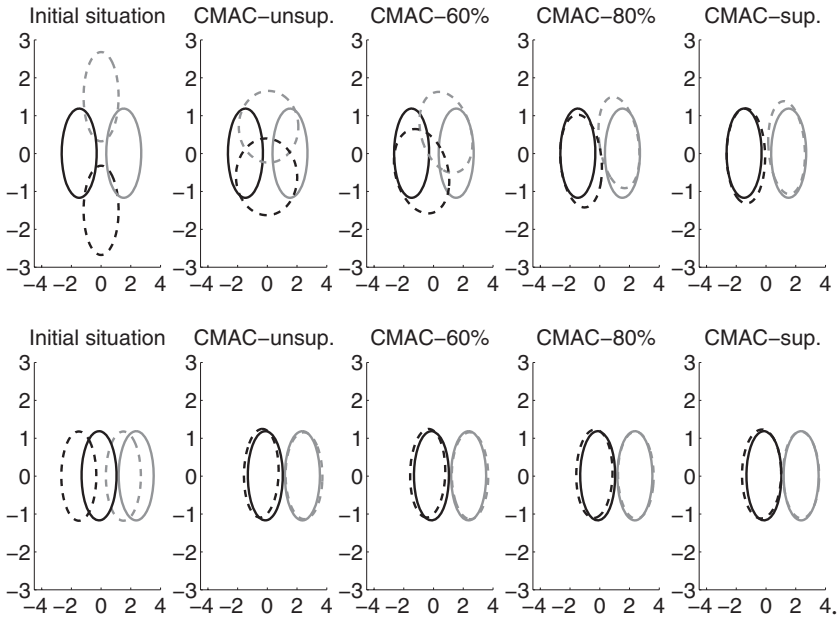 Initial situation CMAC−unsup. CMAC−60% CMAC−80% CMAC−sup.
3 3 3 3 3
2 2 2 2 2
1 1 1 1 1
0 0 0 0 0
−1 −1 −1 −1 −1
−2 −2 −2 −2 −2
−3 −3 −3 −3 −3
−4 −2 0 2 4 −4 −2 0 2 4 −4 −2 0 2 4 −4 −2 0 2 4 −4 −2 0 2 4
Initial situation CMAC−unsup. CMAC−60% CMAC−80% CMAC−sup.
3 3 3 3 3
2 2 2 2 2
1 1 1 1 1
0 0 0 0 0
−1 −1 −1 −1 −1
−2 −2 −2 −2 −2
−3 −3 −3 −3 −3
−4 −2 0 2 4 −4 −2 0 2 4 −4 −2 0 2 4 −4 −2 0 2 4 −4 −2 0 2 4.